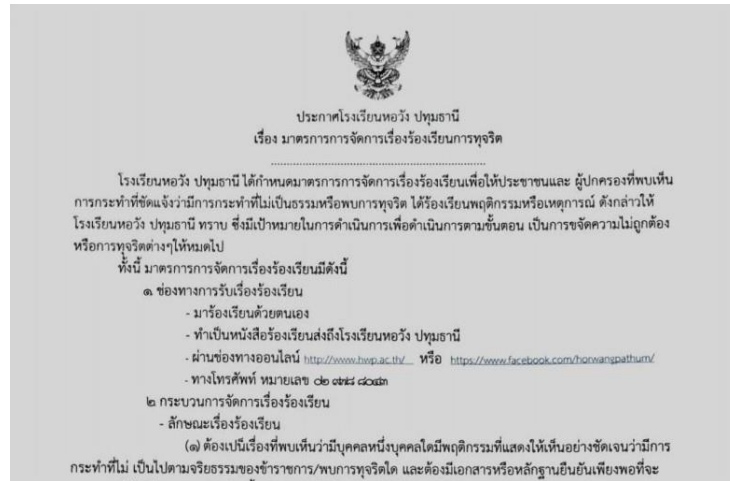 ประกาศโรงเรียนหอวัง ปทุมธานี
เรื่อง มาตรการการจัดการเรื่องร้องเรียนการทุจริต
โรงเรียนหอวัง ปทุมธานี ได้กำหนดมาตรการการจัดการเรื่องร้องเรียนเพื่อให้ประชาชนและ ผู้ปกครองที่พบเห็น
การกระทำที่ชัดแจ้งว่ามีการกระทำที่ไม่เป็นธรรมหรือพบการทุจริต ได้ร้องเรียนพฤติกรรมหรือเหตุการณ์ ดังกล่าวให้
โรงเรียนหอวัง ปทุมธานี ทราบ ซึ่งมีเป้าหมายในการดำเนินการเพื่อดำเนินการตามขั้นตอน เป็นการขจัดความไม่ถูกต้อง
หรือการทุจริตต่างๆให้หมดไป
ทั้งนี้ มาตรการการจัดการเรื่องร้องเรียนมีดังนี้
๑. ช่องทางการรับเรื่องร้องเรียน
- มาร้องเรียนด้วยตนเอง
- ทำเป็นหนังสือร้องเรียนส่งถึงโรงเรียนหอวัง ปทุมธานี
- ผ่านช่องทางออนไลน์ http://www.hwp.ac.th/ หรือ https://www.facebook.com/horwangpathum/
- ทางโทรศัพท์ หมายเลข ๐๒
๒ กระบวนการจัดการเรื่องร้องเรียน
- ลักษณะเรื่องร้องเรียน
(๑) ต้องเป็นเรื่องที่พบเห็นว่ามีบุคคลหนึ่งบุคคลใดมีพฤติกรรมที่แสดงให้เห็นอย่างชัดเจนว่ามีการ
กระทำที่ไม่ เป็นไปตามจริยธรรมของข้าราชการ/พบการทุจริตใด และต้องมีเอกสารหรือหลักฐานยืนยันเพียงพอที่จะ